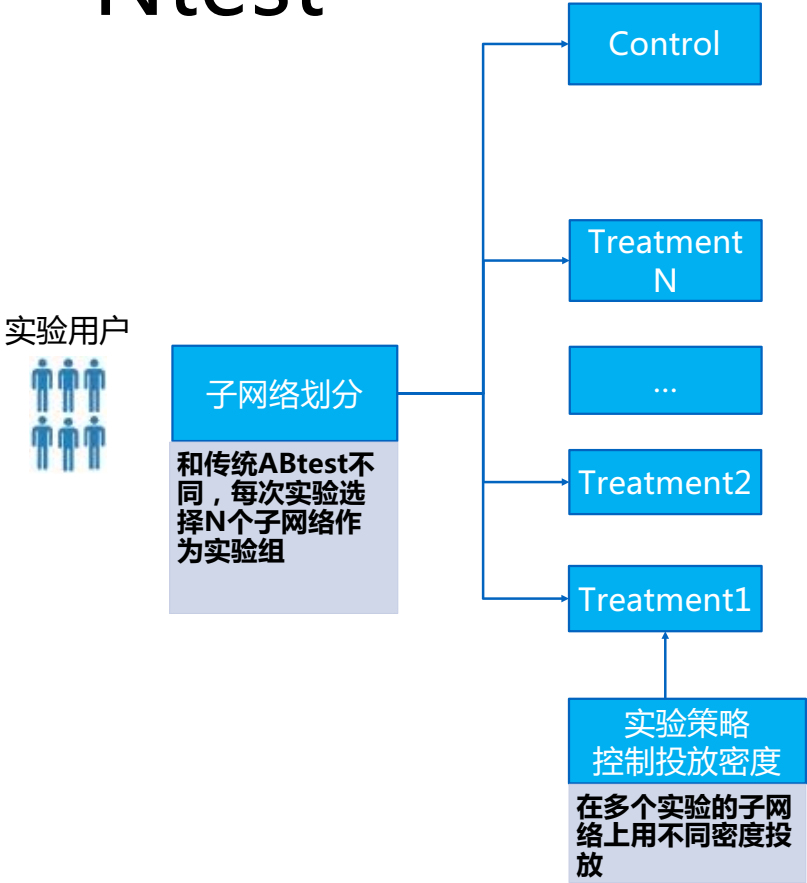 Ntest
Control
Treatment
N
实验用户
子网络划分
...
和传统ABtest不
同，每次实验选
择N个子网络作
为实验组
Treatment2
Treatment1
实验策略
控制投放密度
在多个实验的子网
络上用不同密度投
放